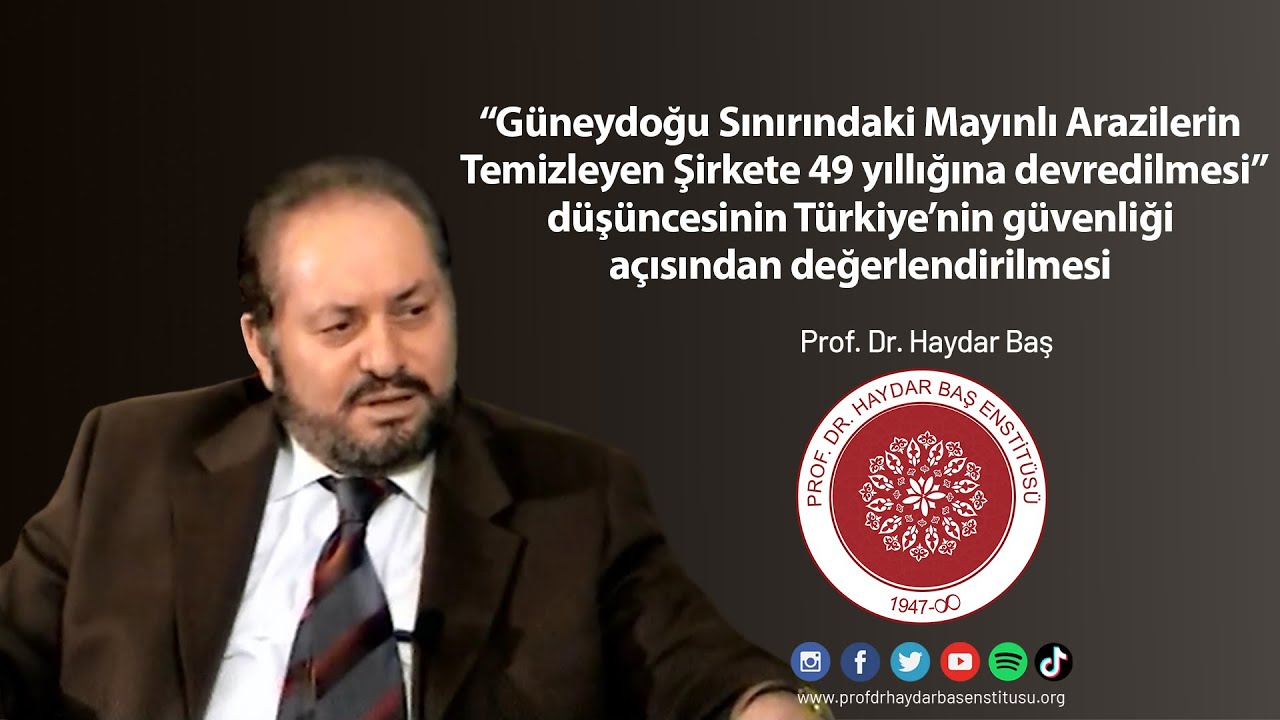 “Güneydoğu Sınırındaki Mayınlı Arazilerin
Temizleyen Şirkete 49 yıllığına devredilmesi”
düşüncesinin Türkiye’nin güvenliği
açısından değerlendirilmesi
Prof. Dr. Haydar Baş
PROF. DR. HAYDAR BAŞ ENSTİTÜSÜ
1947-∞
www.profdrhaydarbasenstitusu.org